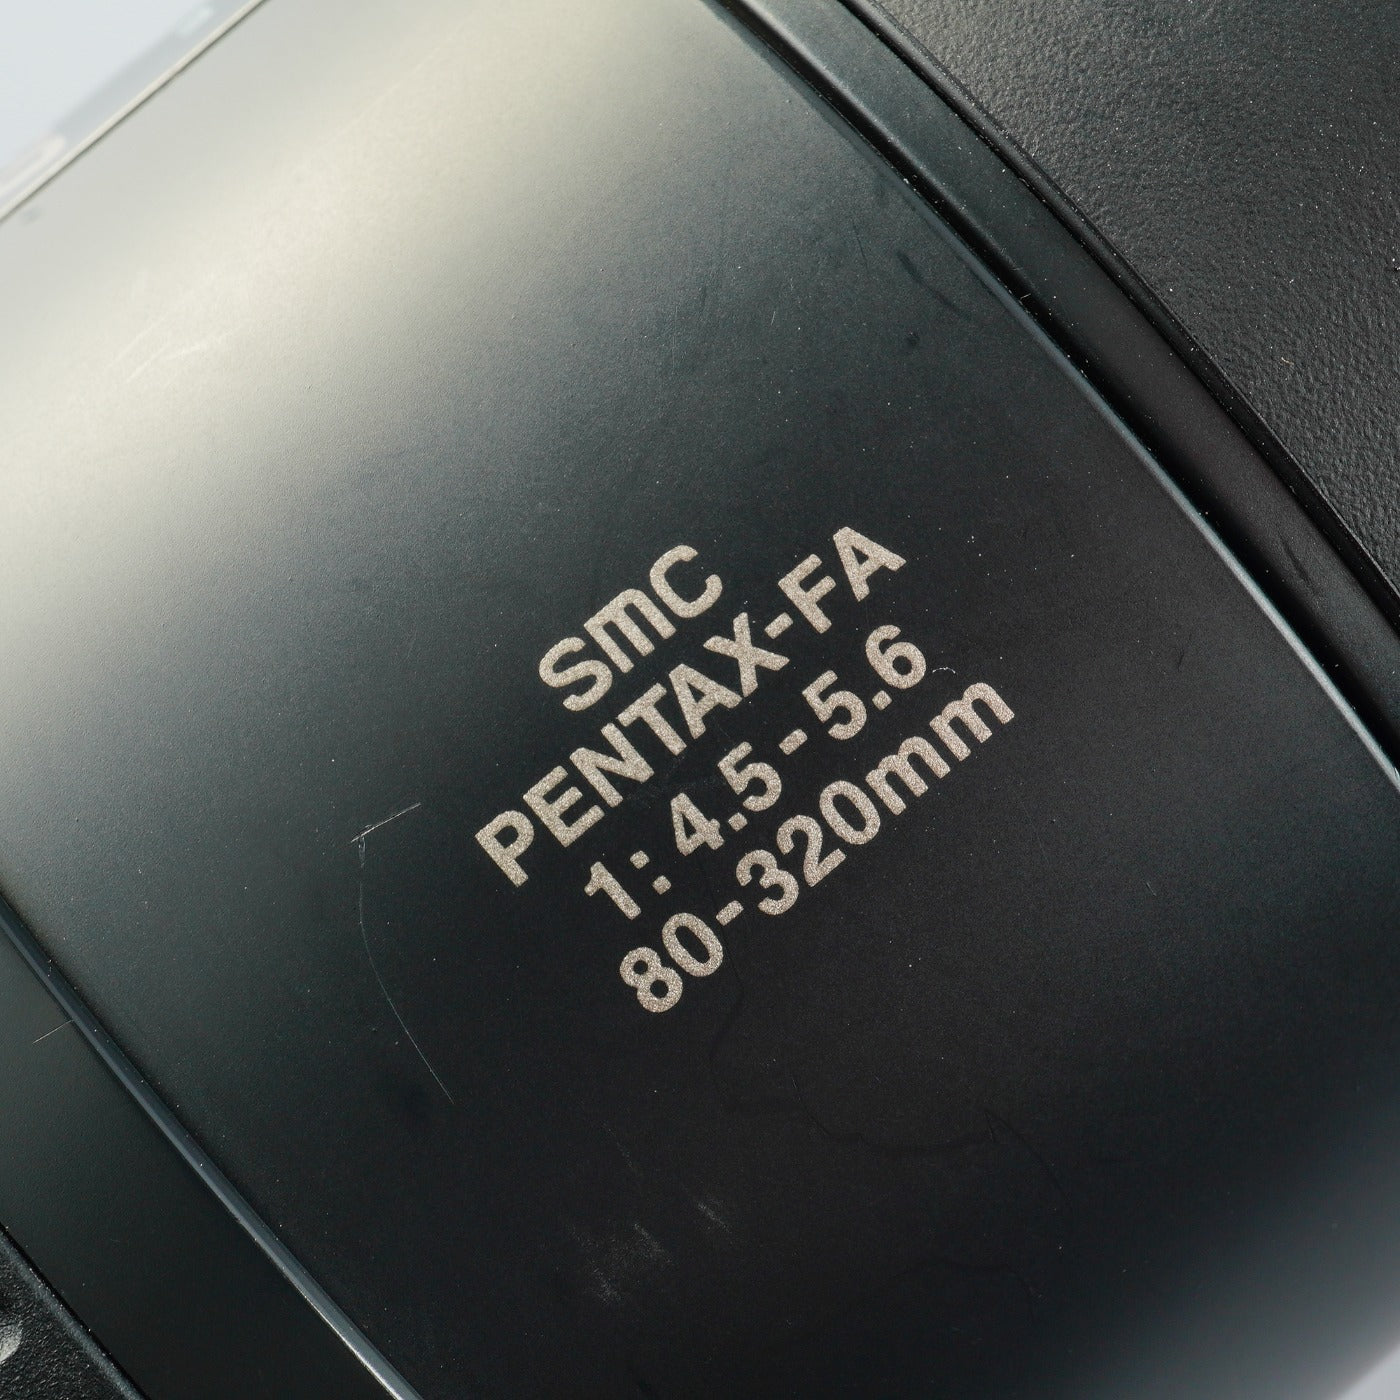 smc
PENTAX-FA
1:4.5-5.6
80-320mm